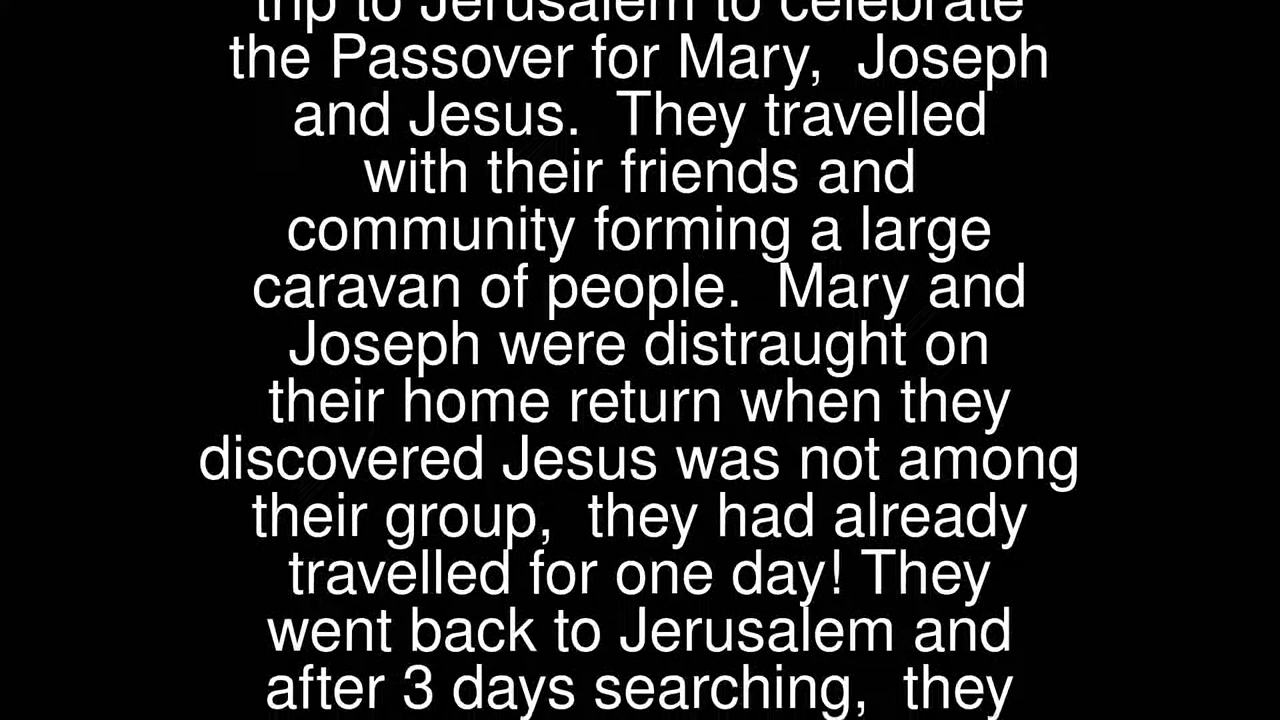 trip to Jerusalem to celebrate
the Passover for Mary,  Joseph
and Jesus.  They travelled
with their friends and
community forming a large
caravan of people.  Mary and
Joseph were distraught on
their home return when they
discovered Jesus was not among
their group,  they had already
travelled for one day! They
went back to Jerusalem and
after 3 days searching,  they